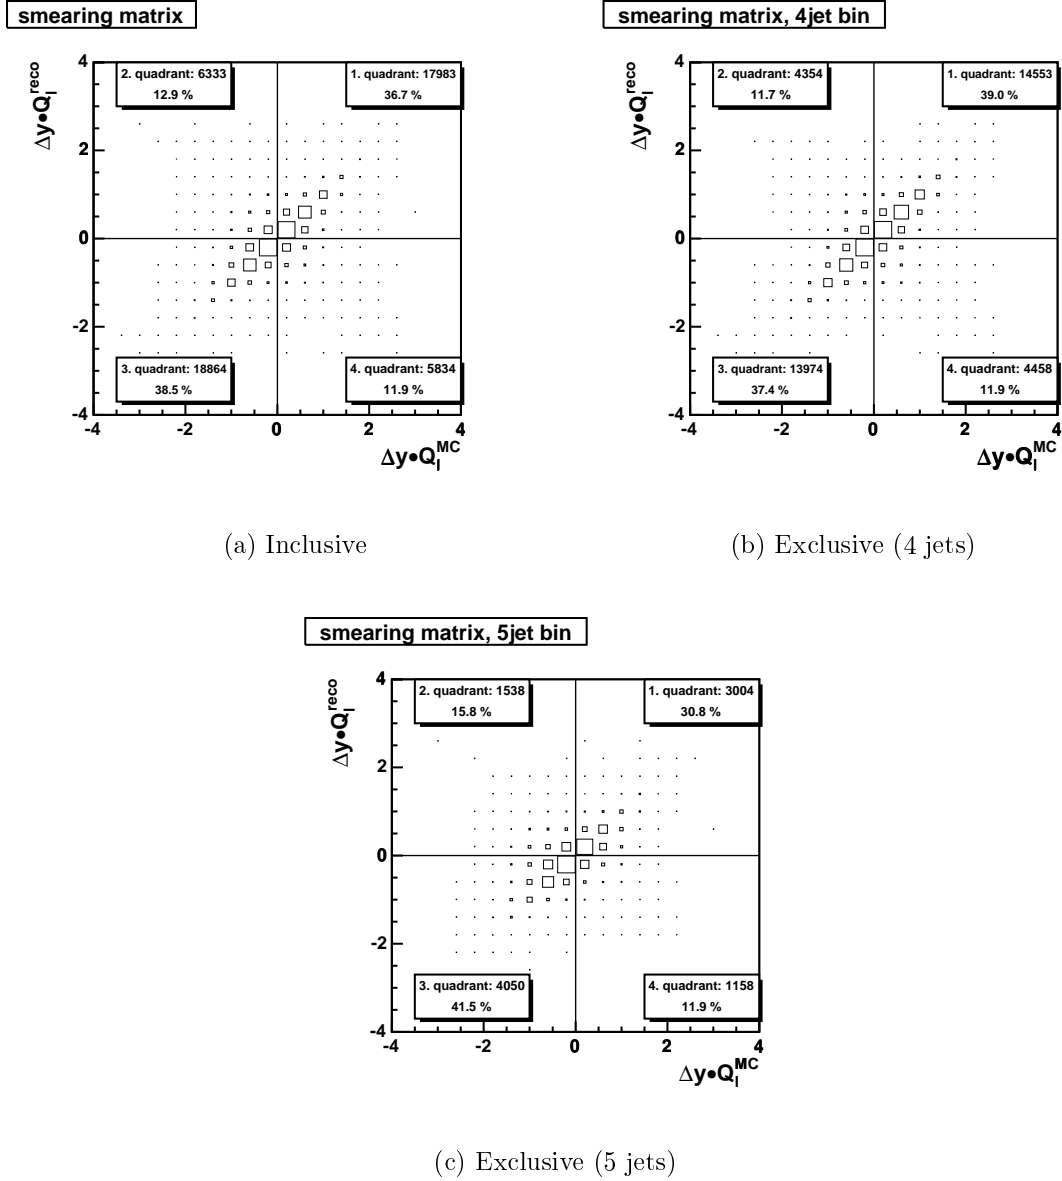 smearing matrix
2. quadrant: 6333
12.9 %
1. quadrant: 17983
36.7 %
3. quadrant: 18864
38.5 %
4. quadrant: 5834
11.9 %
4
2
0
-2
-4
-4
-2
0
2
4
Δy•Q_l^reco
Δy•Q_l^MC
(a) Inclusive
smearing matrix, 4jet bin
2. quadrant: 4354
11.7 %
1. quadrant: 14553
39.0 %
3. quadrant: 13974
37.4 %
4. quadrant: 4458
11.9 %
4
2
0
-2
-4
-4
-2
0
2
4
Δy•Q_l^reco
Δy•Q_l^MC
(b) Exclusive (4 jets)
smearing matrix, 5jet bin
2. quadrant: 1538
15.8 %
1. quadrant: 3004
30.8 %
3. quadrant: 4050
41.5 %
4. quadrant: 1158
11.9 %
4
2
0
-2
-4
-4
-2
0
2
4
Δy•Q_l^reco
Δy•Q_l^MC
(c) Exclusive (5 jets)